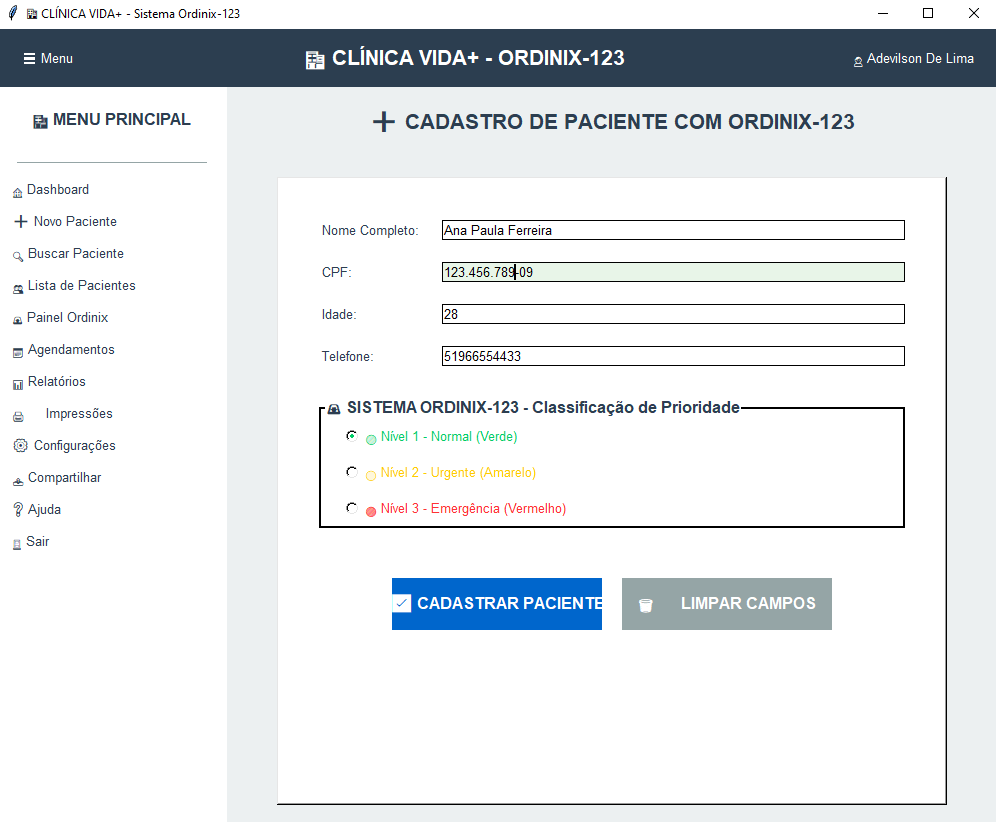 CLÍNICA VIDA+ - Sistema Ordinix-123
Menu
CLÍNICA VIDA+ - ORDINIX-123
Adevilson De Lima
MENU PRINCIPAL
Dashboard
Novo Paciente
Buscar Paciente
Lista de Pacientes
Painel Ordinix
Agendamentos
Relatórios
Impressões
Configurações
Compartilhar
Ajuda
Sair
CADASTRO DE PACIENTE COM ORDINIX-123
Nome Completo: Ana Paula Ferreira
CPF: 123.456.789-09
Idade: 28
Telefone: 51966554433
SISTEMA ORDINIX-123 - Classificação de Prioridade
Nível 1 - Normal (Verde)
Nível 2 - Urgente (Amarelo)
Nível 3 - Emergência (Vermelho)
CADASTRAR PACIENTE
LIMPAR CAMPOS